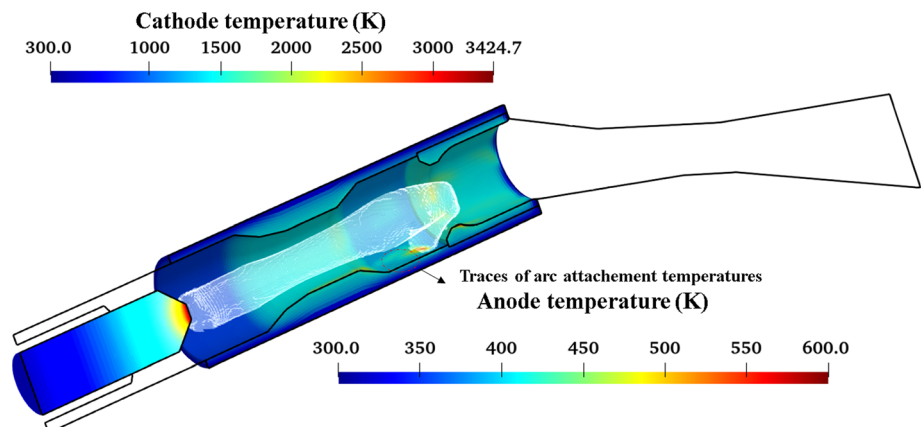 Cathode temperature (K)
300.0 1000 1500 2000 2500 3000 3424.7
Traces of arc attachement temperatures
Anode temperature (K)
300.0 350 400 450 500 550 600.0